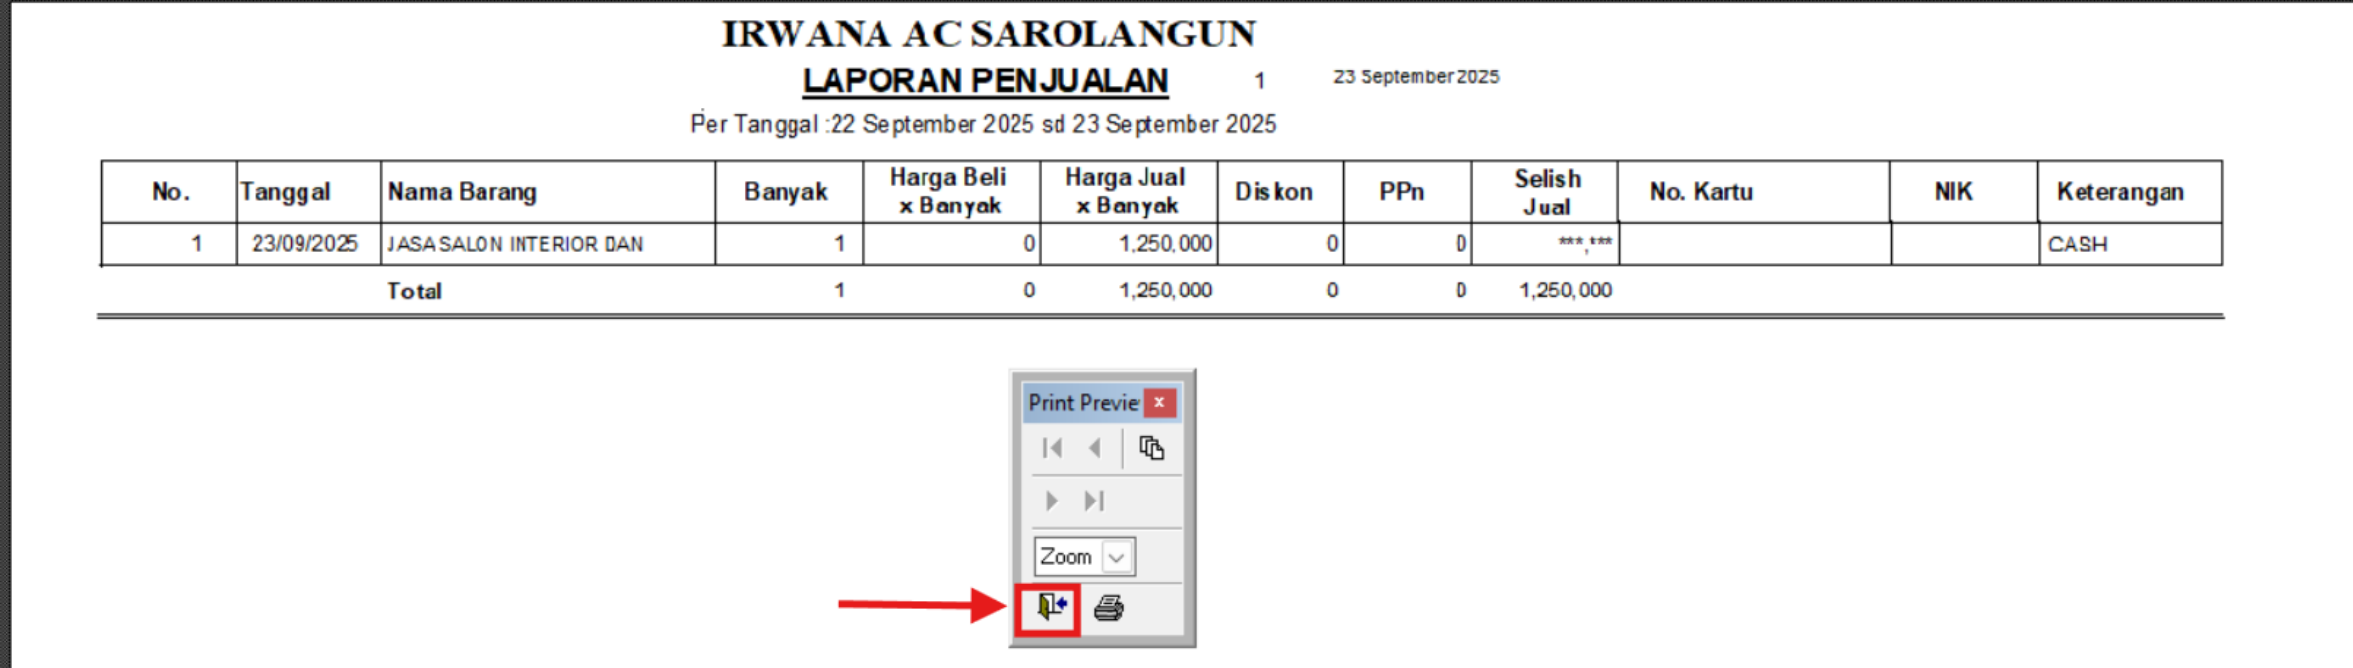 IRWANA AC SAROLANGUN
LAPORAN PENJUALAN 1 23 September 2025
Per Tanggal :22 September 2025 sd 23 September 2025
No. Tanggal Nama Barang Banyak Harga Beli x Banyak Harga Jual x Banyak Diskon PPn Selish Jual No. Kartu NIK Keterangan
1 23/09/2025 JASA SALON INTERIOR DAN 1 0 1,250,000 0 0 ***,*** CASH
Total 1 0 1,250,000 0 0 1,250,000
Print Previe
Zoom